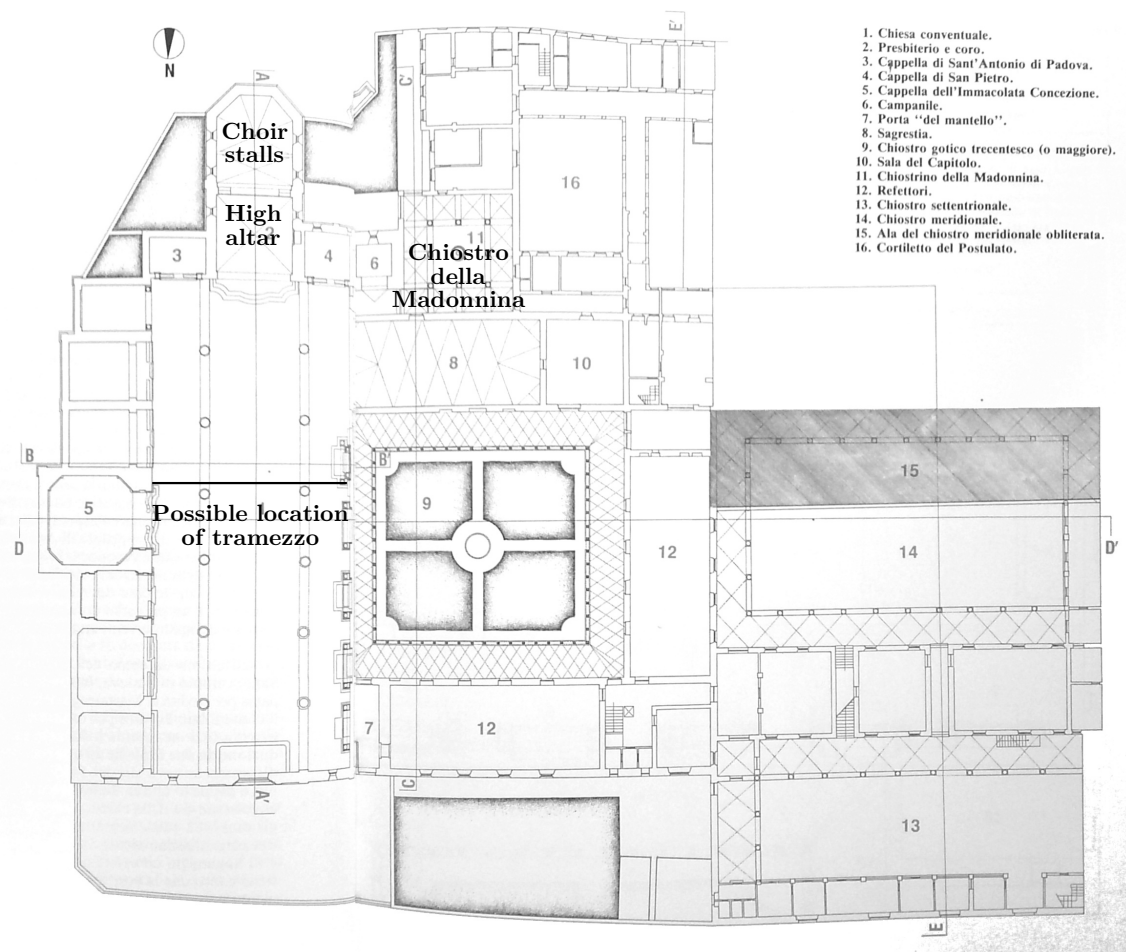 1. Chiesa conventuale.
2. Presbiterio e coro.
3. Cappella di Sant'Antonio di Padova.
4. Cappella di San Pietro.
5. Cappella dell'Immacolata Concezione.
6. Campanile.
7. Porta "del mantello".
8. Sagrestia.
9. Chiostro gotico trecentesco (o maggiore).
10. Sala del Capitolo.
11. Chiostrino della Madonnina.
12. Refettori.
13. Chiostro settentrionale.
14. Chiostro meridionale.
15. Ala del chiostro meridionale obliterata.
16. Cortiletto del Postulato.
N
A
C'
E'
Choir
stalls
16
High
altar
2
3
4
6
11
Chiostro
della
Madonnina
8
10
B
B'
15
5
9
Possible location
of tramezzo
D
D'
12
14
7
12
A'
C
13
E